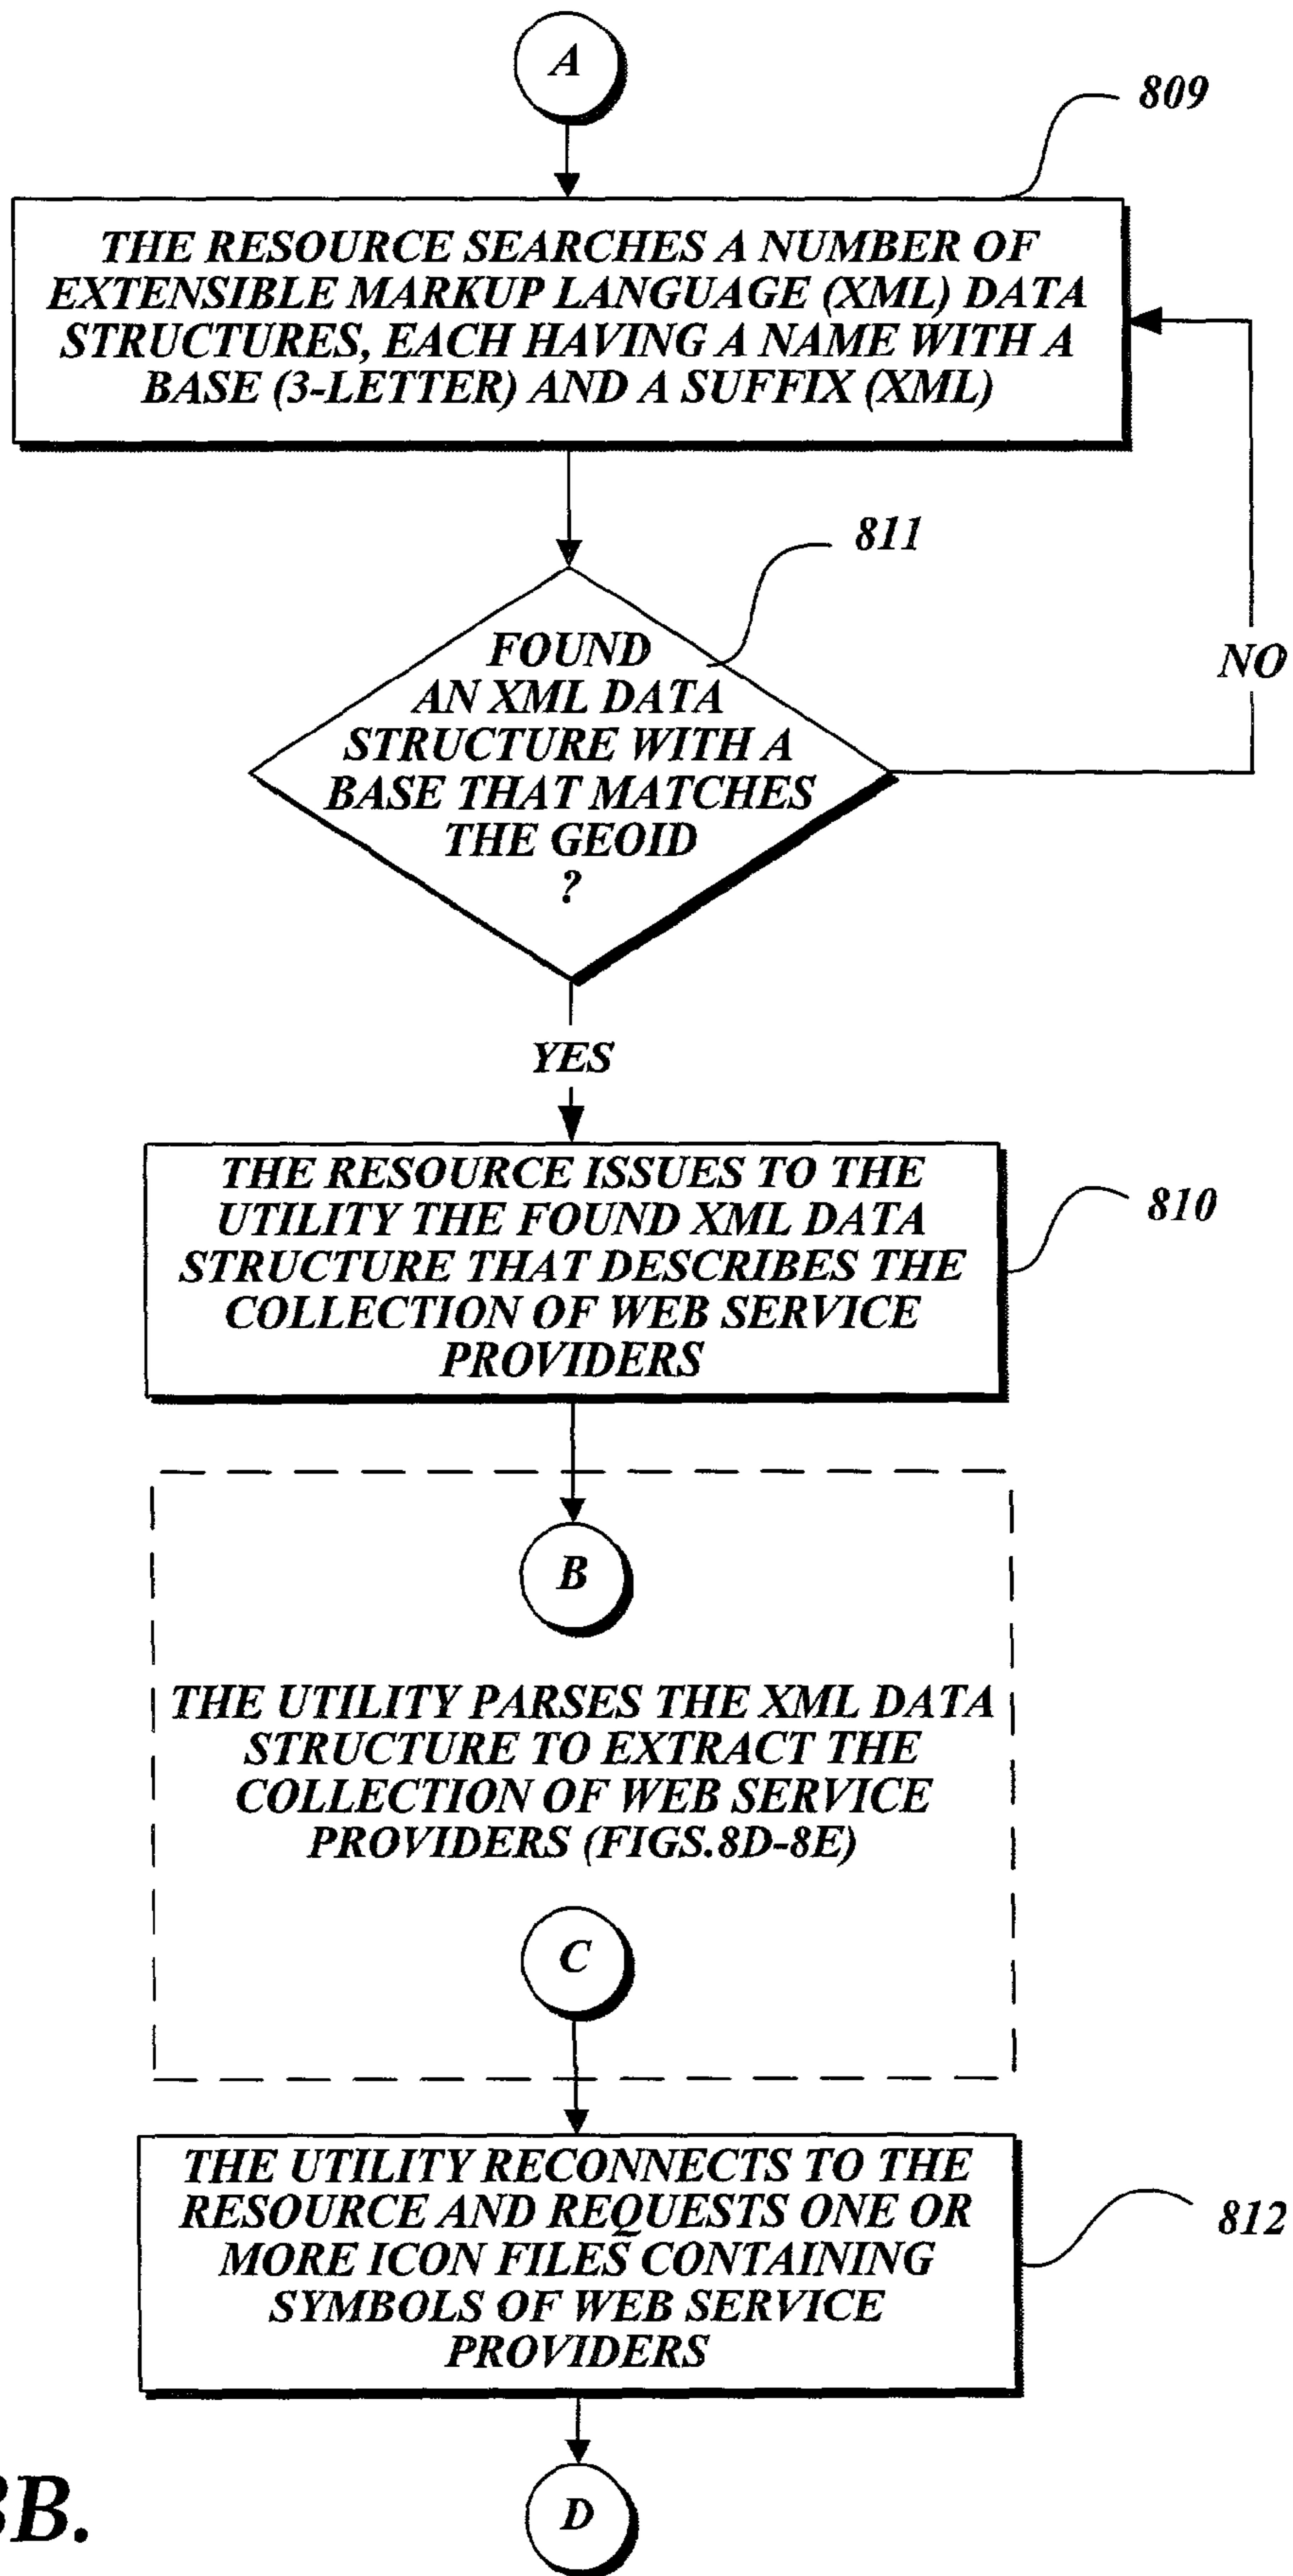 A
809
THE RESOURCE SEARCHES A NUMBER OF
EXTENSIBLE MARKUP LANGUAGE (XML) DATA
STRUCTURES, EACH HAVING A NAME WITH A
BASE (3-LETTER) AND A SUFFIX (XML)
811
FOUND
AN XML DATA
STRUCTURE WITH A
BASE THAT MATCHES
THE GEOID
?
NO
YES
THE RESOURCE ISSUES TO THE
UTILITY THE FOUND XML DATA
STRUCTURE THAT DESCRIBES THE
COLLECTION OF WEB SERVICE
PROVIDERS
810
B
THE UTILITY PARSES THE XML DATA
STRUCTURE TO EXTRACT THE
COLLECTION OF WEB SERVICE
PROVIDERS (FIGS.8D-8E)
C
THE UTILITY RECONNECTS TO THE
RESOURCE AND REQUESTS ONE OR
MORE ICON FILES CONTAINING
SYMBOLS OF WEB SERVICE
PROVIDERS
812
D
8B.